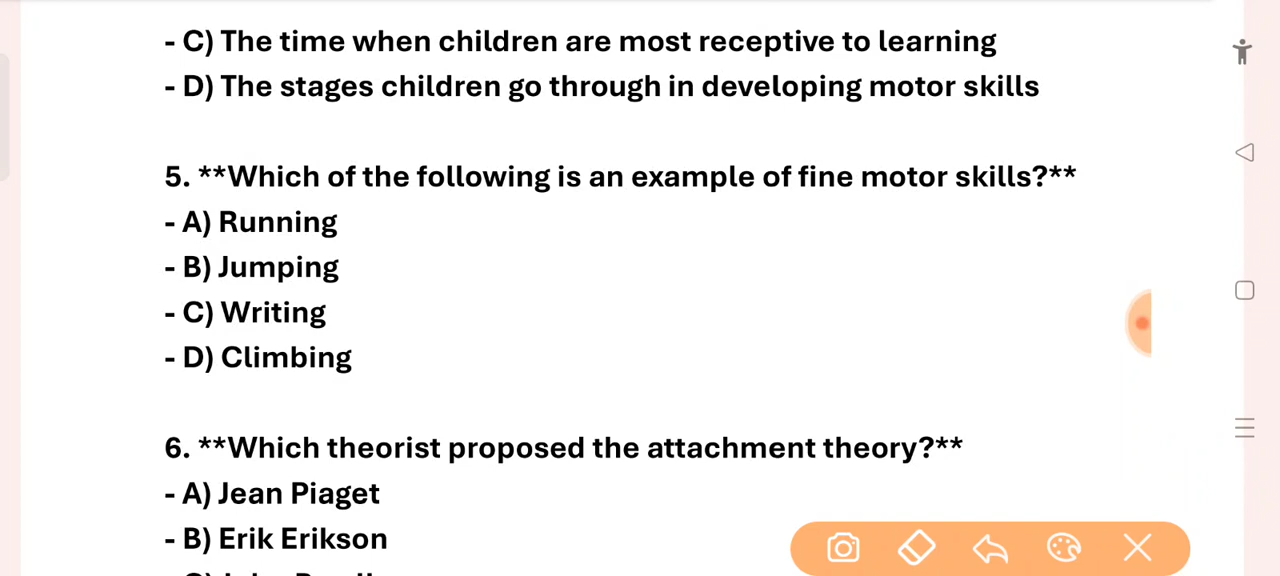 - C) The time when children are most receptive to learning
- D) The stages children go through in developing motor skills
5. **Which of the following is an example of fine motor skills?**
- A) Running
- B) Jumping
- C) Writing
- D) Climbing
6. **Which theorist proposed the attachment theory?**
- A) Jean Piaget
- B) Erik Erikson